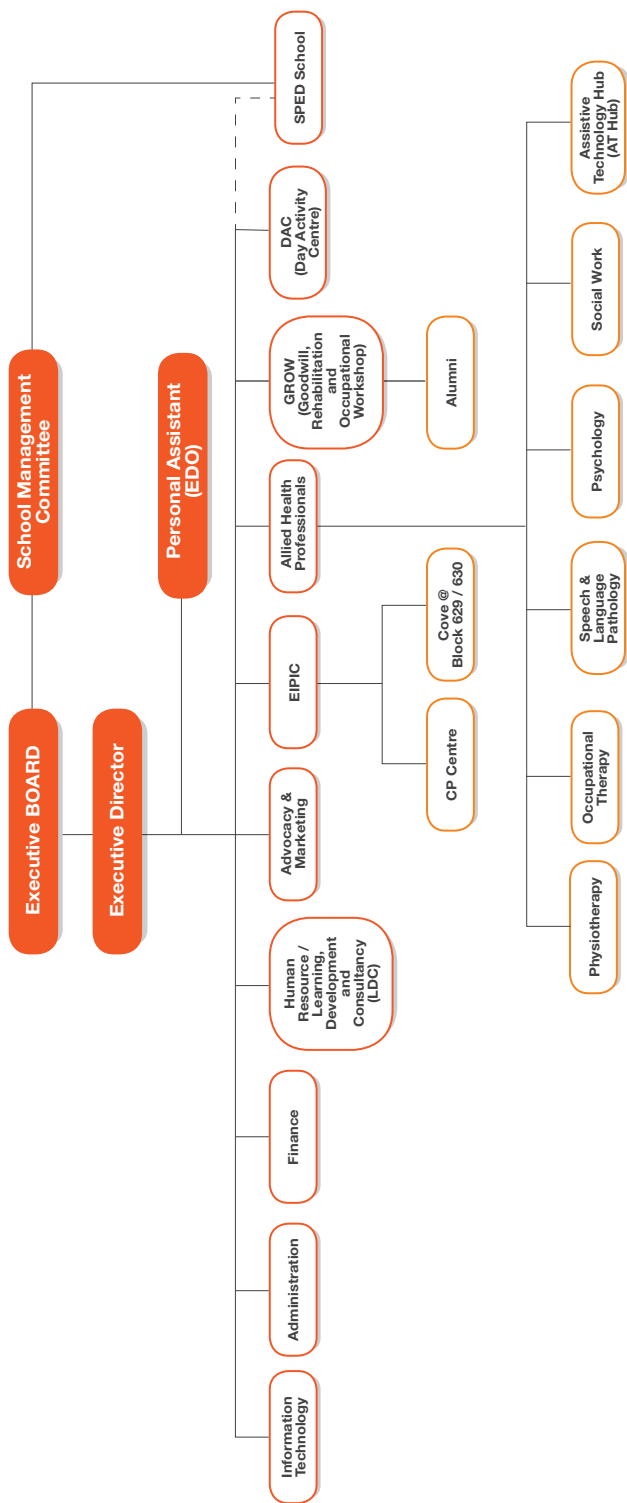 Executive BOARD
School Management
Committee
Executive Director
Personal Assistant
(EDO)
Information
Technology
Administration
Finance
Human
Resource /
Learning,
Development
and
Consultancy
(LDC)
Advocacy &
Marketing
EIPIC
Allied Health
Professionals
GROW
(Goodwill,
Rehabilitation
and
Occupational
Workshop)
DAC
(Day Activity
Centre)
SPED School
CP Centre
Cove @
Block 629 / 630
Alumni
Physiotherapy
Occupational
Therapy
Speech &
Language
Pathology
Psychology
Social Work
Assistive
Technology Hub
(AT Hub)